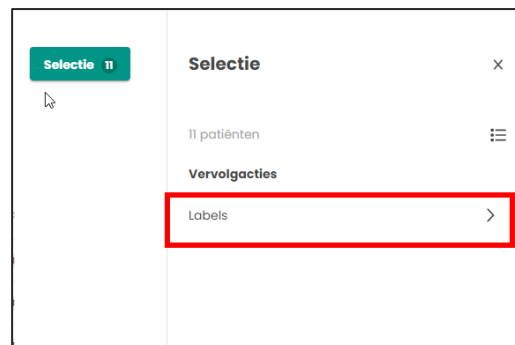 Selectie 11
Selectie
11 patiënten
Vervolgacties
Labels